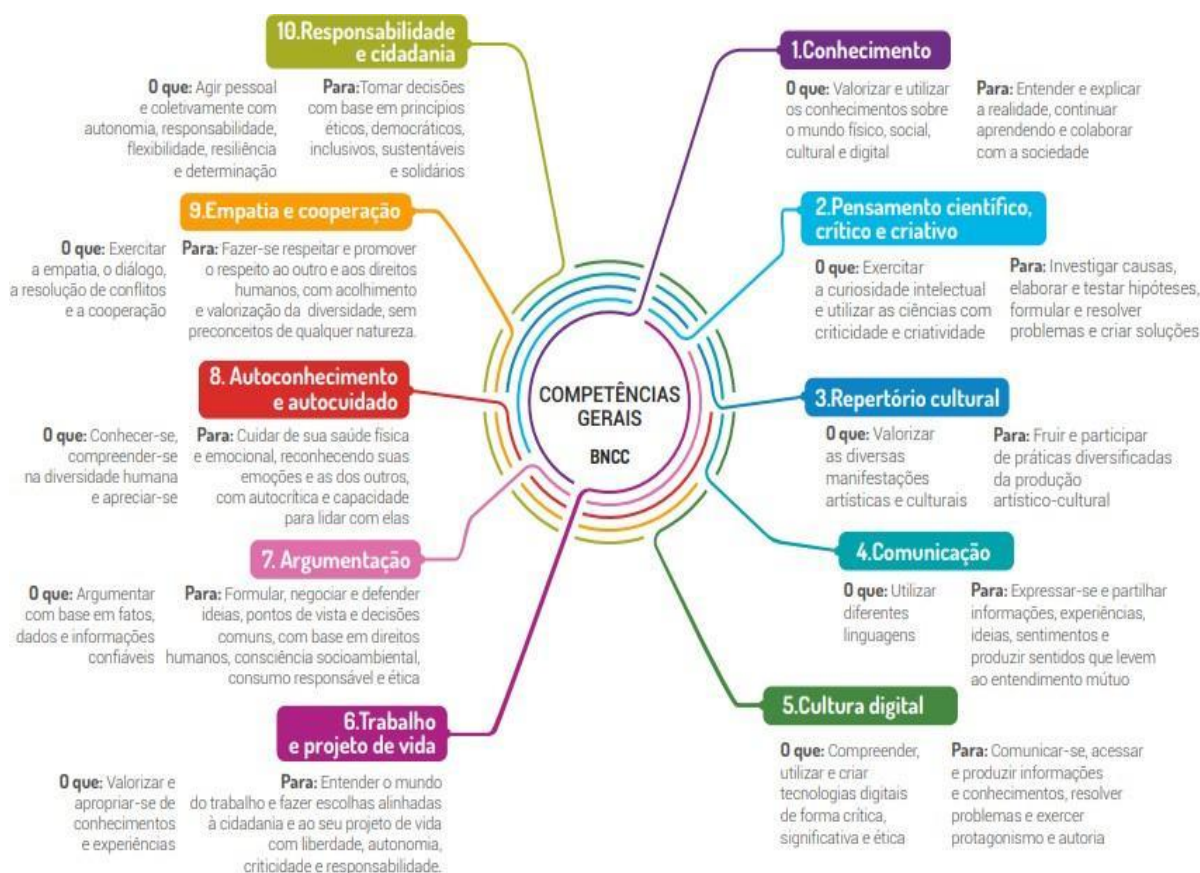 COMPETÊNCIAS
GERAIS
BNCC
1.Conhecimento
O que: Valorizar e utilizar
os conhecimentos sobre
o mundo físico, social,
cultural e digital
Para: Entender e explicar
a realidade, continuar
aprendendo e colaborar
com a sociedade
2.Pensamento científico,
crítico e criativo
O que: Exercitar
a curiosidade intelectual
e utilizar as ciências com
criticidade e criatividade
Para: Investigar causas,
elaborar e testar hipóteses,
formular e resolver
problemas e criar soluções
3.Repertório cultural
O que: Valorizar
as diversas
manifestações
artísticas e culturais
Para: Fruir e participar
de práticas diversificadas
da produção
artístico-cultural
4.Comunicação
O que: Utilizar
diferentes
linguagens
Para: Expressar-se e partilhar
informações, experiências,
ideias, sentimentos e
produzir sentidos que levem
ao entendimento mútuo
5.Cultura digital
O que: Compreender,
utilizar e criar
tecnologias digitais
de forma crítica,
significativa e ética
Para: Comunicar-se, acessar
e produzir informações
e conhecimentos, resolver
problemas e exercer
protagonismo e autoria
6.Trabalho
e projeto de vida
O que: Valorizar e
apropriar-se de
conhecimentos
e experiências
Para: Entender o mundo
do trabalho e fazer escolhas alinhadas
à cidadania e ao seu projeto de vida
com liberdade, autonomia,
criticidade e responsabilidade.
7. Argumentação
O que: Argumentar
com base em fatos,
dados e informações
confiáveis
Para: Formular, negociar e defender
ideias, pontos de vista e decisões
comuns, com base em direitos
humanos, consciência socioambiental,
consumo responsável e ética
8. Autoconhecimento
e autocuidado
O que: Conhecer-se,
compreender-se
na diversidade humana
e apreciar-se
Para: Cuidar de sua saúde física
e emocional, reconhecendo suas
emoções e as dos outros,
com autocrítica e capacidade
para lidar com elas
9.Empatia e cooperação
O que: Exercitar
a empatia, o diálogo,
a resolução de conflitos
e a cooperação
Para: Fazer-se respeitar e promover
o respeito ao outro e aos direitos
humanos, com acolhimento
e valorização da diversidade, sem
preconceitos de qualquer natureza.
10.Responsabilidade
e cidadania
O que: Agir pessoal
e coletivamente com
autonomia, responsabilidade,
flexibilidade, resiliência
e determinação
Para:Tomar decisões
com base em princípios
éticos, democráticos,
inclusivos, sustentáveis
e solidários